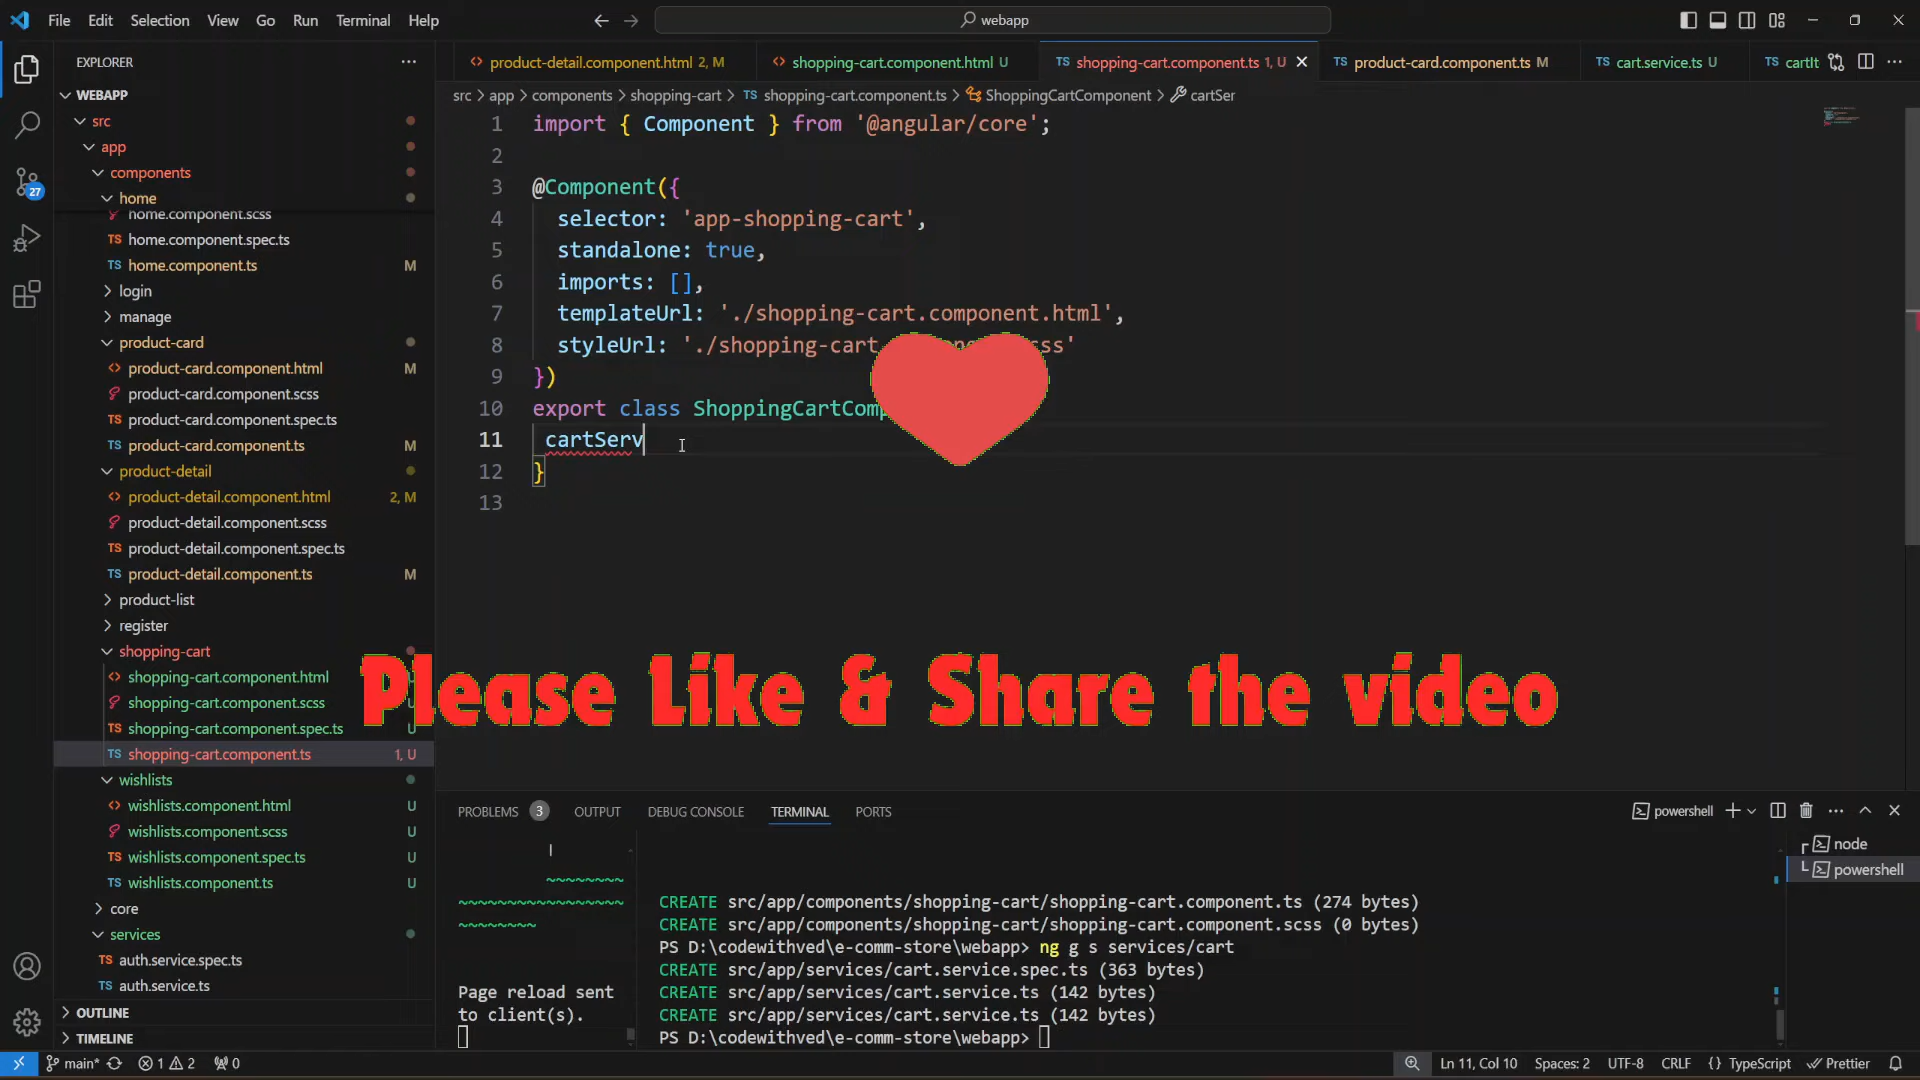 File Edit Selection View Go Run Terminal Help
webapp
EXPLORER
WEBAPP
src
app
components
home
home.component.scss
home.component.spec.ts
home.component.ts M
login
manage
product-card
product-card.component.html M
product-card.component.scss
product-card.component.spec.ts
product-card.component.ts M
product-detail
product-detail.component.html 2, M
product-detail.component.scss
product-detail.component.spec.ts
product-detail.component.ts M
product-list
register
shopping-cart
shopping-cart.component.html
shopping-cart.component.scss
shopping-cart.component.spec.ts U
shopping-cart.component.ts 1, U
wishlists
wishlists.component.html U
wishlists.component.scss U
wishlists.component.spec.ts U
wishlists.component.ts U
core
services
auth.service.spec.ts
auth.service.ts
OUTLINE
TIMELINE
27
product-detail.component.html 2, M
shopping-cart.component.html U
TS shopping-cart.component.ts 1, U
TS product-card.component.ts M
TS cart.service.ts U
TS cartIt
src > app > components > shopping-cart > TS shopping-cart.component.ts > ShoppingCartComponent > cartSer
1 import { Component } from '@angular/core';
2
3 @Component({
4 selector: 'app-shopping-cart',
5 standalone: true,
6 imports: [],
7 templateUrl: './shopping-cart.component.html',
8 styleUrl: './shopping-cart
9 })
10 export class ShoppingCartComp
11 cartServ
12 }
13
Please Like & Share the video
PROBLEMS 3 OUTPUT DEBUG CONSOLE TERMINAL PORTS
powershell
node
powershell
Page reload sent
to client(s).
CREATE src/app/components/shopping-cart/shopping-cart.component.ts (274 bytes)
CREATE src/app/components/shopping-cart/shopping-cart.component.scss (0 bytes)
PS D:\codewithved\e-comm-store\webapp> ng g s services/cart
CREATE src/app/services/cart.service.spec.ts (363 bytes)
CREATE src/app/services/cart.service.ts (142 bytes)
CREATE src/app/services/cart.service.ts (142 bytes)
PS D:\codewithved\e-comm-store\webapp>
main* 1 2 0
Ln 11, Col 10 Spaces: 2 UTF-8 CRLF {} TypeScript Prettier